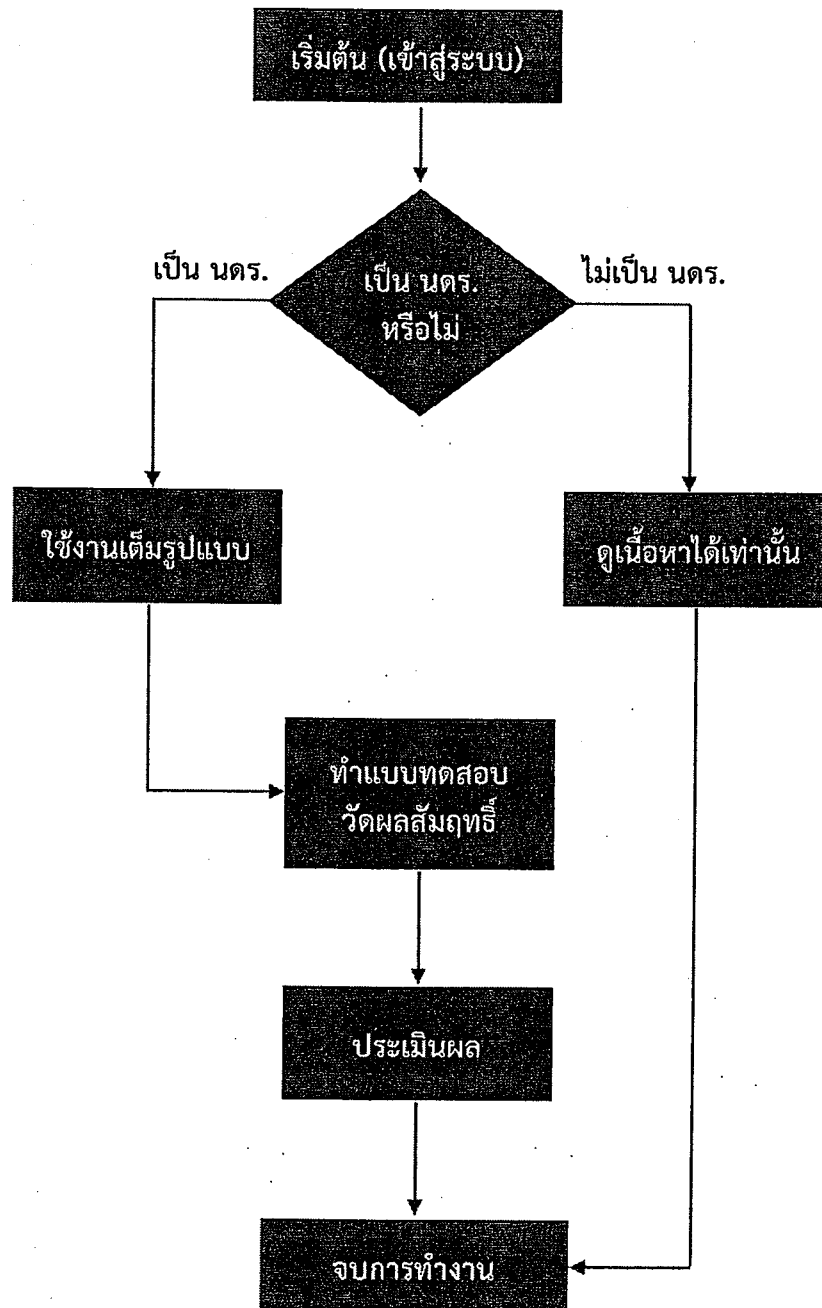 เริ่มต้น (เข้าสู่ระบบ)
เป็น นดร.
เป็น นดร.
หรือไม่
ไม่เป็น นดร.
ใช้งานเต็มรูปแบบ
ดูเนื้อหาได้เท่านั้น
ทำแบบทดสอบ
วัดผลสัมฤทธิ์
ประเมินผล
จบการทำงาน